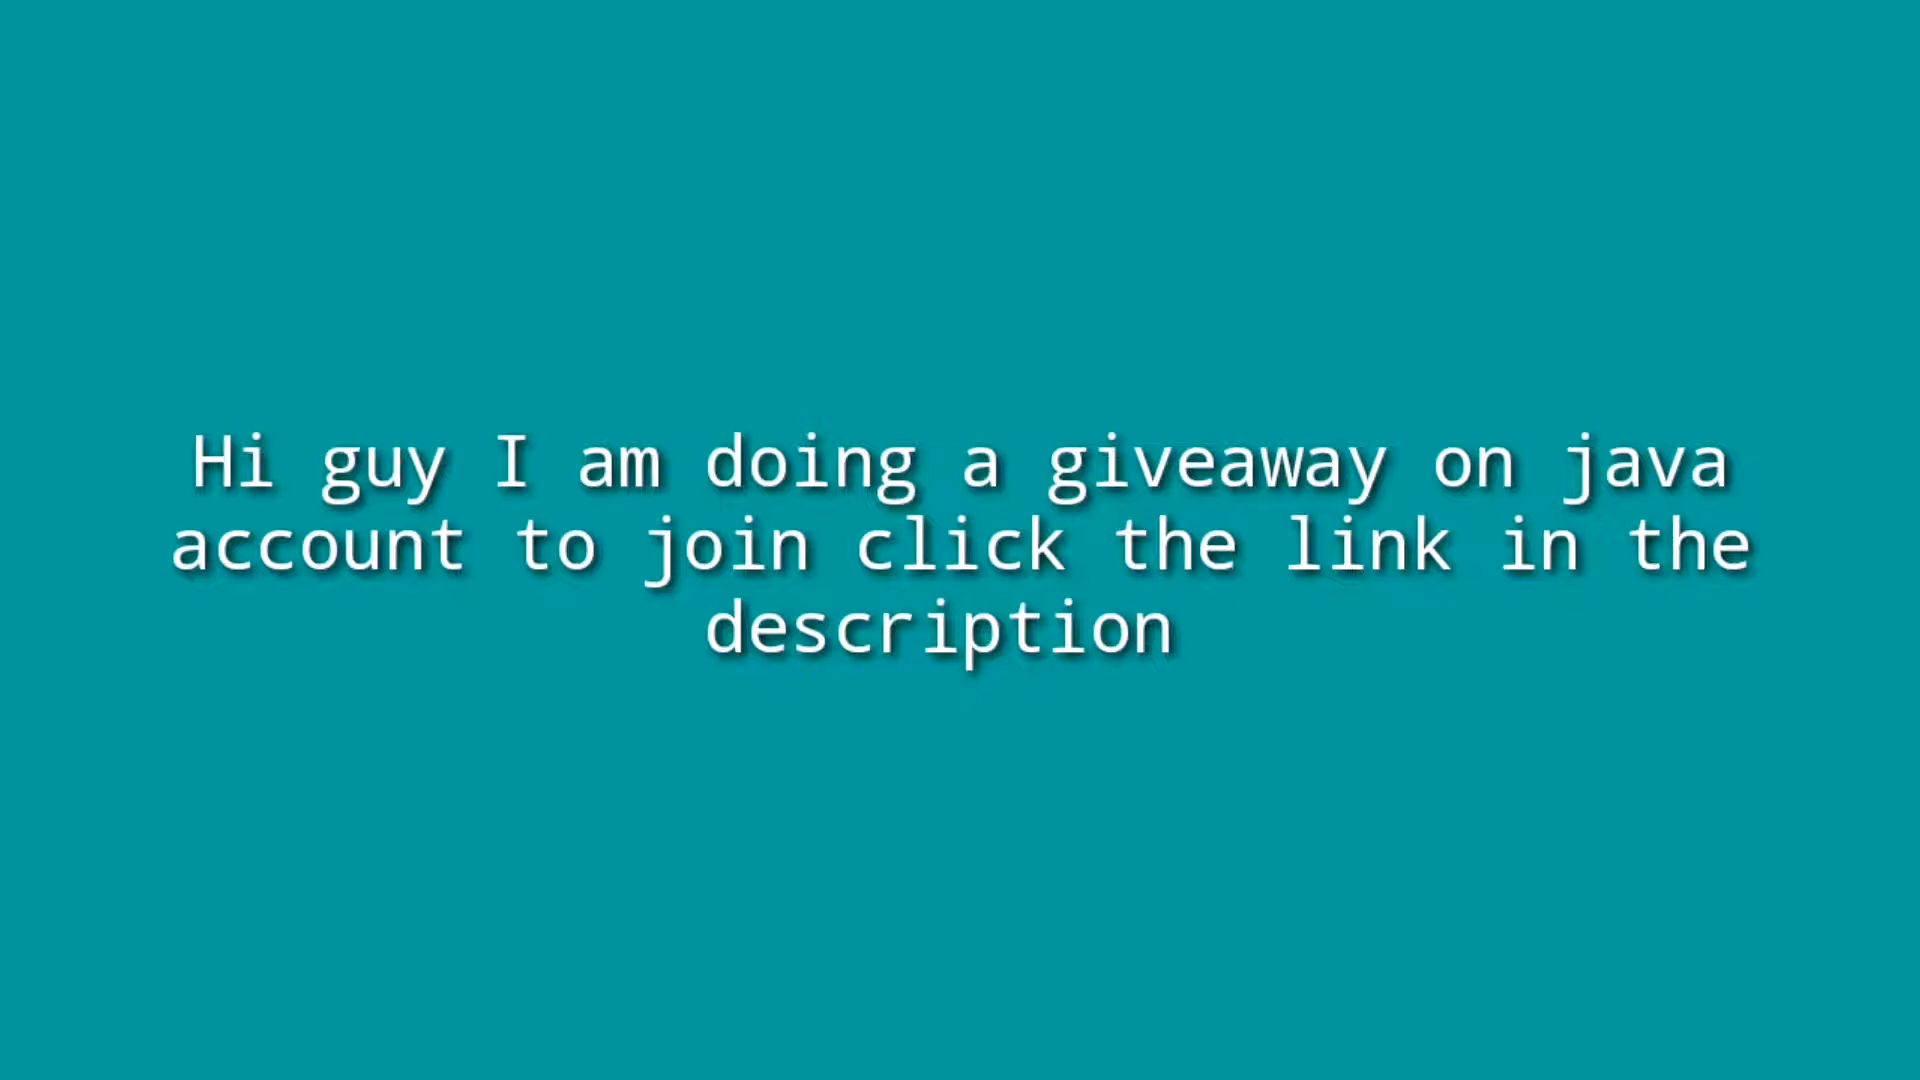 Hi guy I am doing a giveaway on java
account to join click the link in the
description